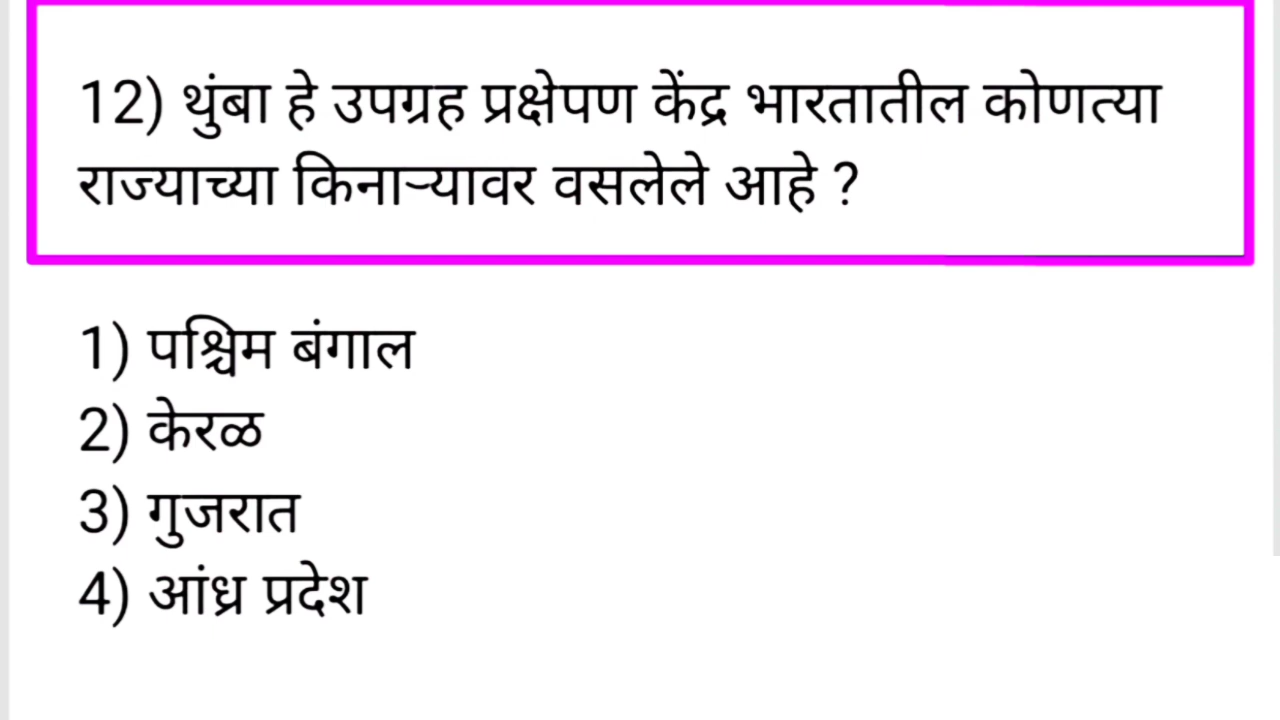 12) थुंबा हे उपग्रह प्रक्षेपण केंद्र भारतातील कोणत्या
राज्याच्या किनाऱ्यावर वसलेले आहे ?
1) पश्चिम बंगाल
2) केरळ
3) गुजरात
4) आंध्र प्रदेश